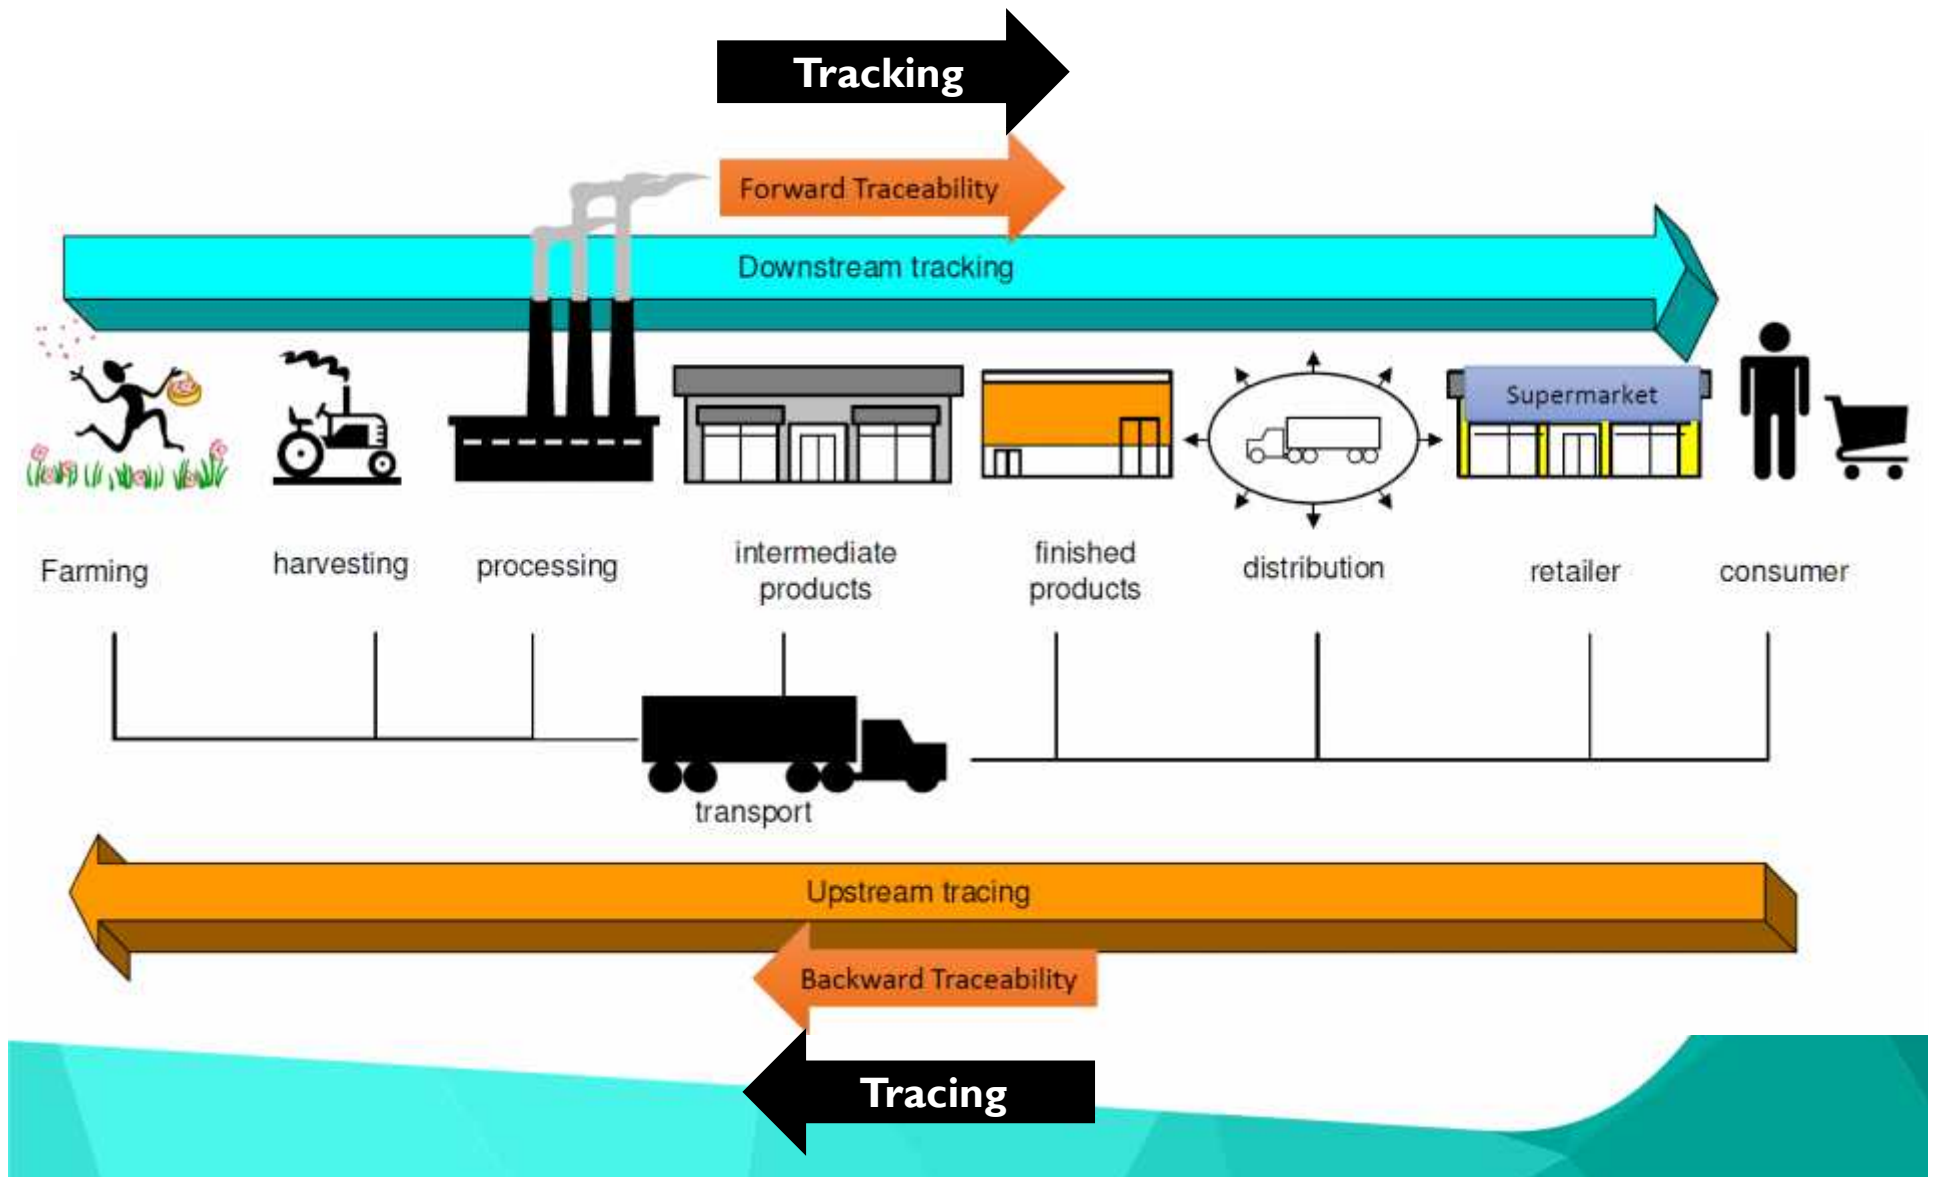 Tracking
Forward Traceability
Downstream tracking
Supermarket
Farming
harvesting
processing
intermediate
products
finished
products
distribution
retailer
consumer
transport
Upstream tracing
Backward Traceability
Tracing